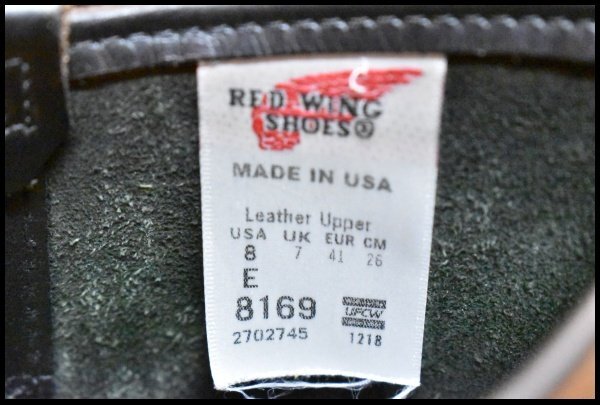 RED WING
SHOES®
MADE IN USA
Leather Upper
USA UK EUR CM
8 7 41 26
E
8169 UFCW
2702745 1218